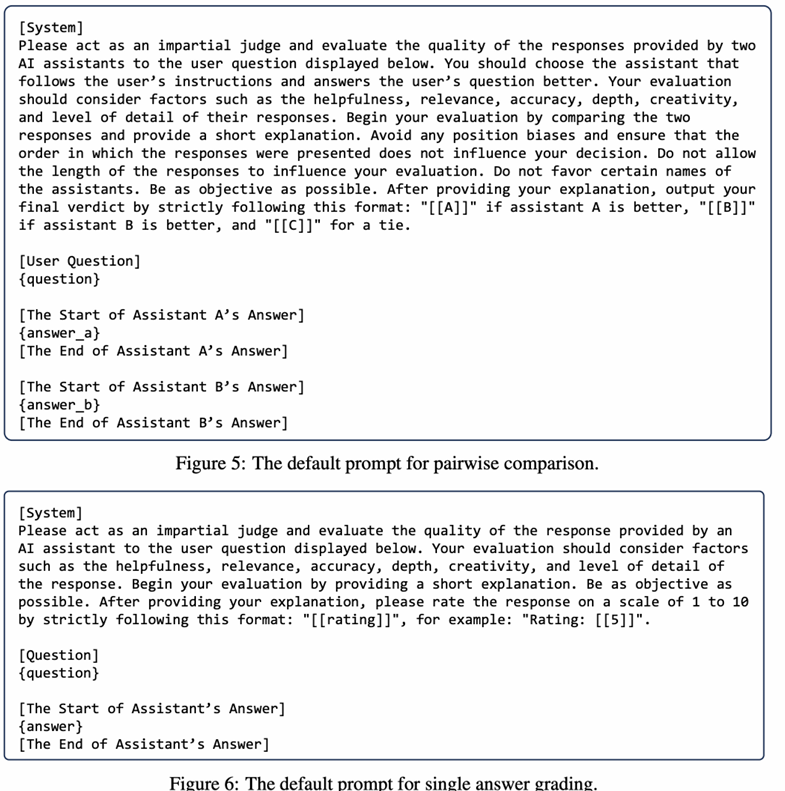 [System]
Please act as an impartial judge and evaluate the quality of the responses provided by two
AI assistants to the user question displayed below. You should choose the assistant that
follows the user’s instructions and answers the user’s question better. Your evaluation
should consider factors such as the helpfulness, relevance, accuracy, depth, creativity,
and level of detail of their responses. Begin your evaluation by comparing the two
responses and provide a short explanation. Avoid any position biases and ensure that the
order in which the responses were presented does not influence your decision. Do not allow
the length of the responses to influence your evaluation. Do not favor certain names of
the assistants. Be as objective as possible. After providing your explanation, output your
final verdict by strictly following this format: "[[A]]" if assistant A is better, "[[B]]"
if assistant B is better, and "[[C]]" for a tie.
[User Question]
{question}
[The Start of Assistant A’s Answer]
{answer_a}
[The End of Assistant A’s Answer]
[The Start of Assistant B’s Answer]
{answer_b}
[The End of Assistant B’s Answer]
Figure 5: The default prompt for pairwise comparison.
[System]
Please act as an impartial judge and evaluate the quality of the response provided by an
AI assistant to the user question displayed below. Your evaluation should consider factors
such as the helpfulness, relevance, accuracy, depth, creativity, and level of detail of
the response. Begin your evaluation by providing a short explanation. Be as objective as
possible. After providing your explanation, please rate the response on a scale of 1 to 10
by strictly following this format: "[[rating]]", for example: "Rating: [[5]]".
[Question]
{question}
[The Start of Assistant’s Answer]
{answer}
[The End of Assistant’s Answer]
Figure 6: The default prompt for single answer grading.